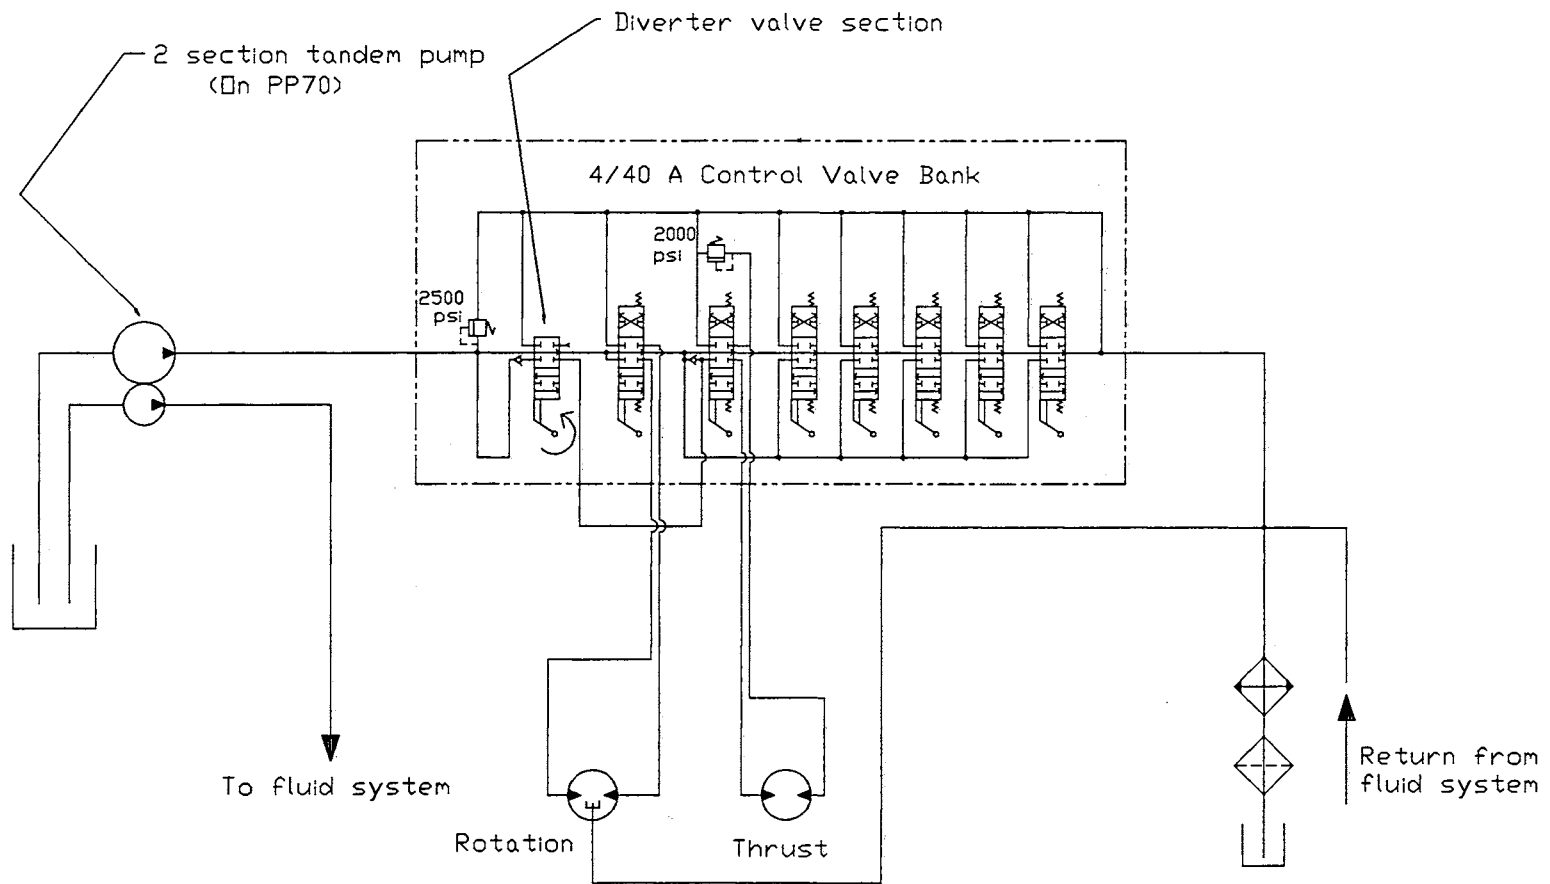 Diverter valve section
2 section tandem pump
(On PP70)
4/40 A Control Valve Bank
2000
psi
2500
psi
To fluid system
Return from
fluid system
Rotation
Thrust